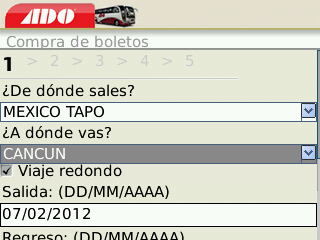 ADO
Compra de boletos
1 > 2 > 3 > 4 > 5
¿De dónde sales?
MEXICO TAPO
¿A dónde vas?
CANCUN
Viaje redondo
Salida: (DD/MM/AAAA)
07/02/2012
Regreso: (DD/MM/AAAA)